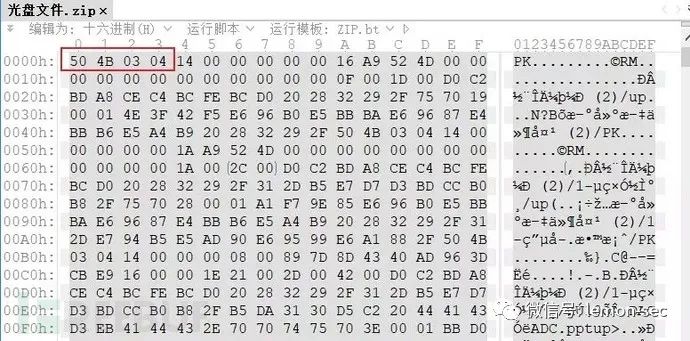 光盘文件.zip ×
编辑为: 十六进制(H) 运行脚本 运行模板: ZIP.bt
0 1 2 3 4 5 6 7 8 9 A B C D E F 0123456789ABCDEF
0000h: 50 4B 03 04 14 00 00 00 00 00 16 A9 52 4D 00 00 PK.........©RM..
0010h: 00 00 00 00 00 00 00 00 00 00 0F 00 1D 00 D0 C2 ..............ÐÂ
0020h: BD A8 CE C4 BC FE BC D0 20 28 32 29 2F 75 70 19 ½¨ÎÄ¼þ¼Ð (2)/up.
0030h: 00 01 4E 3F 42 F5 E6 96 B0 E5 BB BA E6 96 87 E4 ..N?Bõæ–°å»ºæ–‡ä
0040h: BB B6 E5 A4 B9 20 28 32 29 2F 50 4B 03 04 14 00 »¶å¤¹ (2)/PK....
0050h: 00 00 00 00 1A A9 52 4D 00 00 00 00 00 00 00 00 .....©RM........
0060h: 00 00 00 00 1A 00 2C 00 D0 C2 BD A8 CE C4 BC FE ......,.ÐÂ½¨ÎÄ¼þ
0070h: BC D0 20 28 32 29 2F 31 2D B5 E7 D7 D3 BD CC B0 ¼Ð (2)/1-µç×Ó½Ì°
0080h: B8 2F 75 70 28 00 01 A1 F7 9E 85 E6 96 B0 E5 BB ¸/up(..¡÷ž…æ–°å»
0090h: BA E6 96 87 E4 BB B6 E5 A4 B9 20 28 32 29 2F 31 ºæ–‡ä»¶å¤¹ (2)/1
00A0h: 2D E7 94 B5 E5 AD 90 E6 95 99 E6 A1 88 2F 50 4B -ç”µå-.æ•™æ¡ˆ/PK
00B0h: 03 04 14 00 00 00 08 00 89 7D 8D 43 40 AD 96 3D ........‰}.C@-–=
00C0h: CB BE 16 00 00 1E 21 00 2D 00 42 00 D0 C2 BD A8
00D0h: CE C4 BC FE BC D0 20 28 32 29 2F 31 2D B5 E7 D7
00E0h: D3 BD CC B0 B8 2F B5 DA 31 30 D5 C2 20 44 41 43
00F0h: D3 EB 41 44 43 2E 70 70 74 75 70 3E 00 01 BB D0 ÓëADC.pptup>..»Ð
微信号: lemon-sec